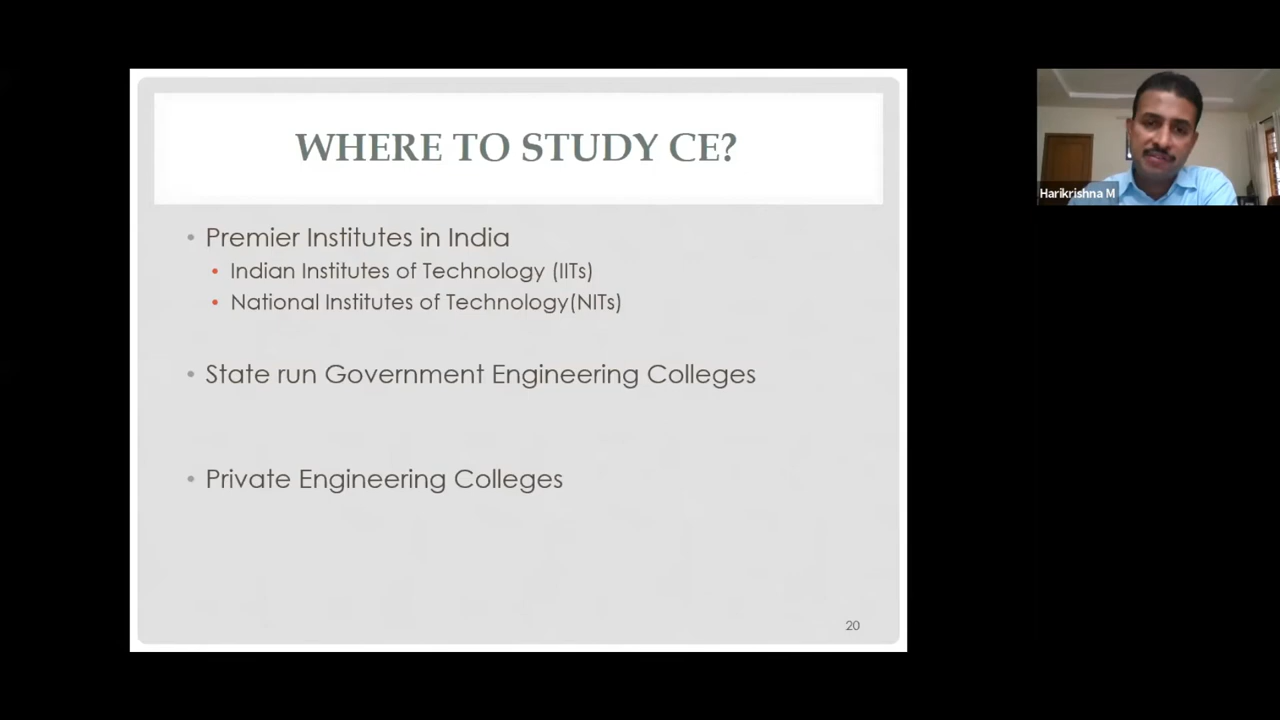 WHERE TO STUDY CE?
• Premier Institutes in India
• Indian Institutes of Technology (IITs)
• National Institutes of Technology(NITs)
• State run Government Engineering Colleges
• Private Engineering Colleges
20
Harikrishna M